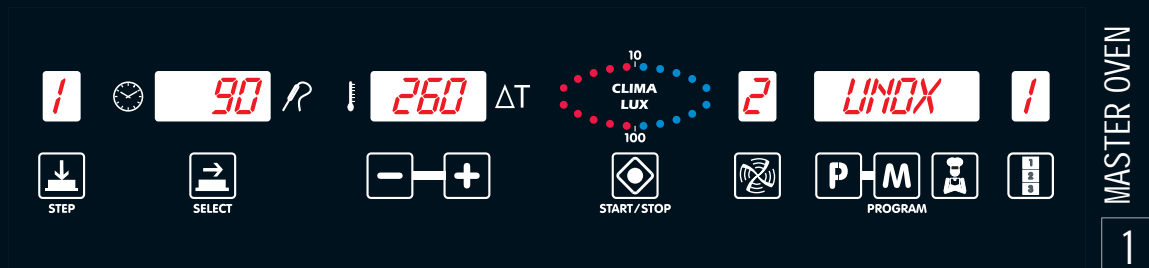 10
1
90
260
ΔT
CLIMA
LUX
2
UNOX
1
100
P
M
1
2
3
STEP
SELECT
START/STOP
PROGRAM
MASTER OVEN
1